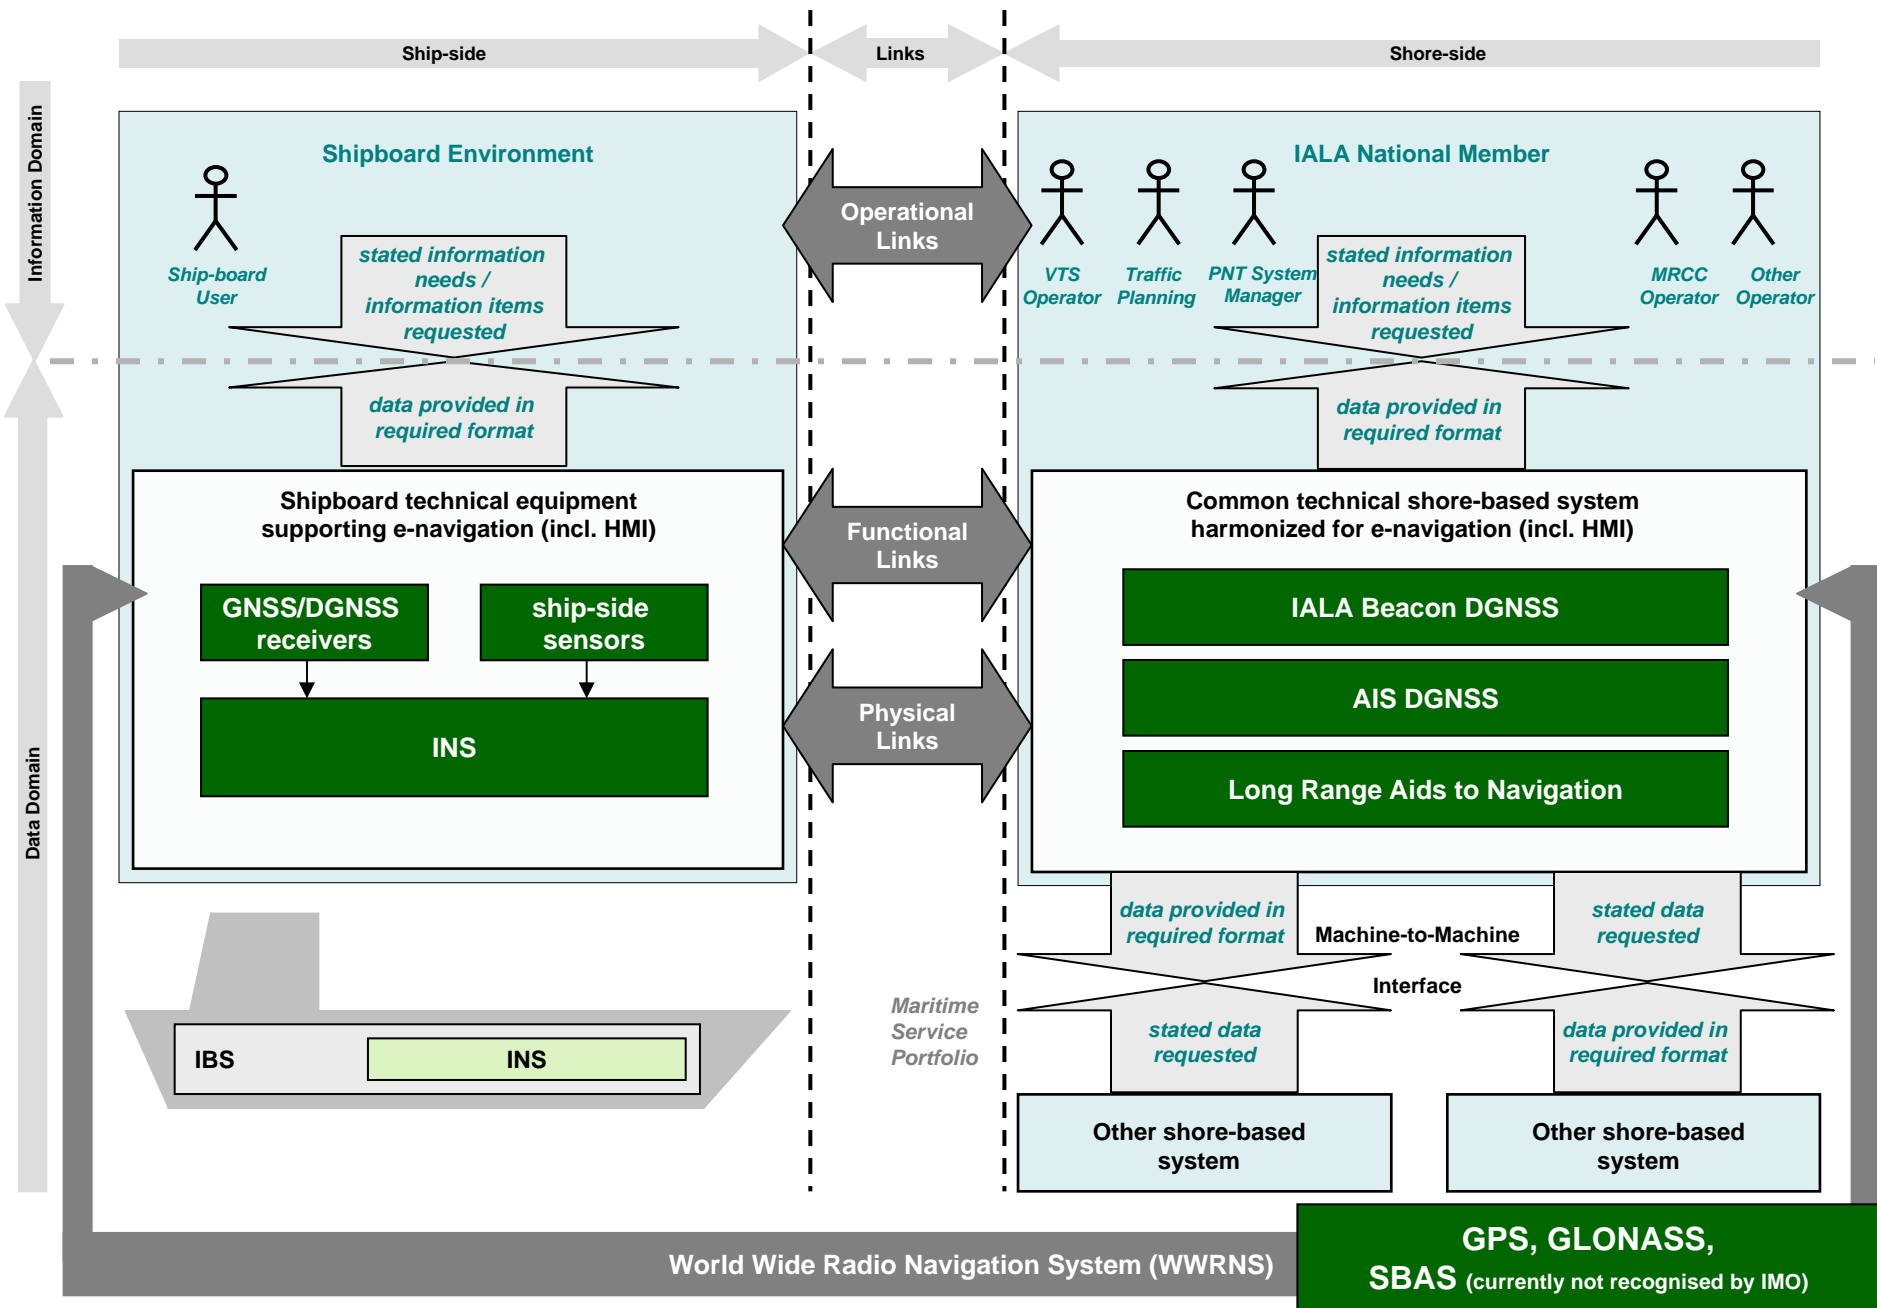 Ship-side
Links
Shore-side
Information Domain
Data Domain
Shipboard Environment
Ship-board
User
stated information
needs /
information items
requested
data provided in
required format
Shipboard technical equipment
supporting e-navigation (incl. HMI)
GNSS/DGNSS
receivers
ship-side
sensors
INS
IBS
INS
Operational
Links
Functional
Links
Physical
Links
Maritime
Service
Portfolio
IALA National Member
VTS
Operator
Traffic
Planning
PNT System
Manager
stated information
needs /
information items
requested
MRCC
Operator
Other
Operator
data provided in
required format
Common technical shore-based system
harmonized for e-navigation (incl. HMI)
IALA Beacon DGNSS
AIS DGNSS
Long Range Aids to Navigation
data provided in
required format
Machine-to-Machine
Interface
stated data
requested
stated data
requested
data provided in
required format
Other shore-based
system
Other shore-based
system
World Wide Radio Navigation System (WWRNS)
GPS, GLONASS,
SBAS (currently not recognised by IMO)